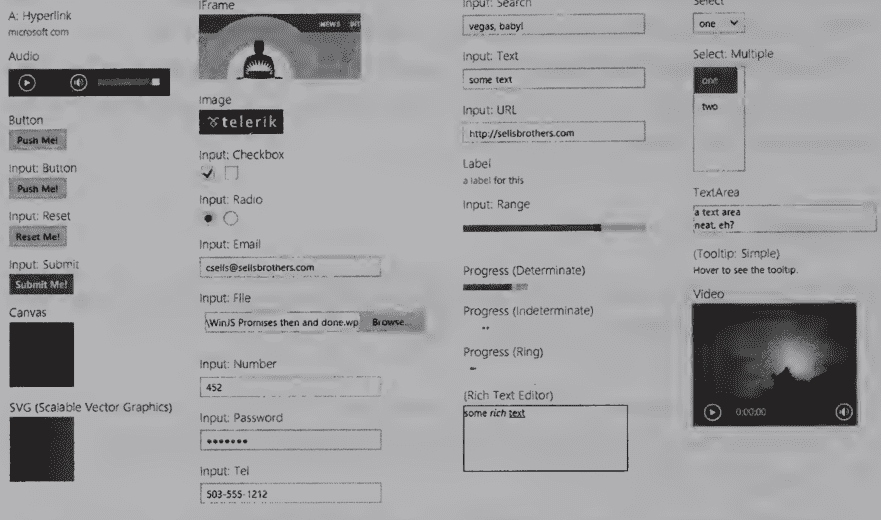 A: Hyperlink
microsoft.com
Audio
Button
Push Me!
Input: Button
Push Me!
Input: Reset
Reset Me!
Input: Submit
Submit Me!
Canvas
SVG (Scalable Vector Graphics)
iFrame
NEWS
Image
telerik
Input: Checkbox
Input: Radio
Input: Email
csells@sellsbrothers.com
Input: File
\WinJS Promises then and done.wp
Browse...
Input: Number
452
Input: Password
•••••••
Input: Tel
503-555-1212
Input: Search
vegas, baby!
Input: Text
some text
Input: URL
http://sellsbrothers.com
Label
a label for this
Input: Range
Progress (Determinate)
Progress (Indeterminate)
Progress (Ring)
(Rich Text Editor)
some rich text
Select
one
Select: Multiple
one
two
TextArea
a text area
neat, eh?
(Tooltip: Simple)
Hover to see the tooltip.
Video
0:00:00